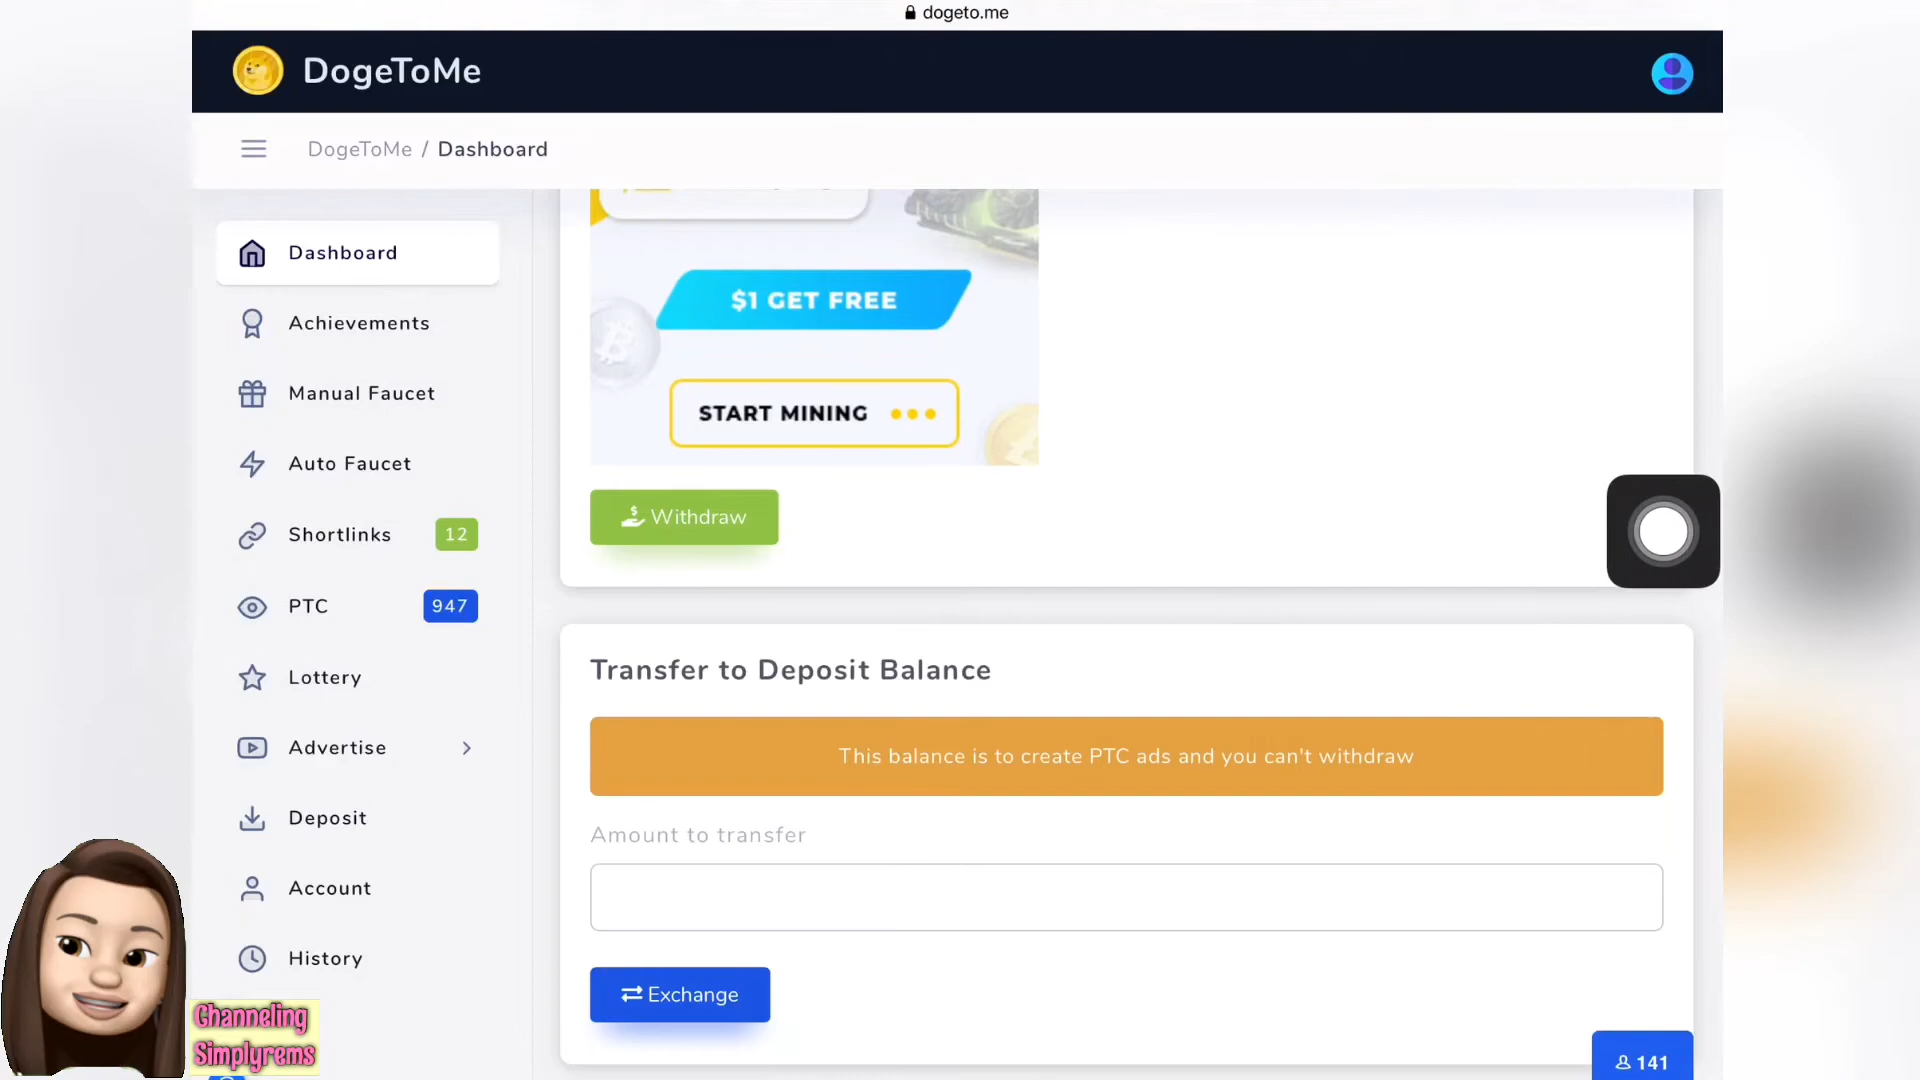 dogeto.me
DogeToMe
DogeToMe / Dashboard
Dashboard
Achievements
Manual Faucet
Auto Faucet
Shortlinks 12
PTC 947
Lottery
Advertise
Deposit
Account
History
$1 GET FREE
START MINING
Withdraw
Transfer to Deposit Balance
This balance is to create PTC ads and you can't withdraw
Amount to transfer
Exchange
141
Channeling
Simplyrems